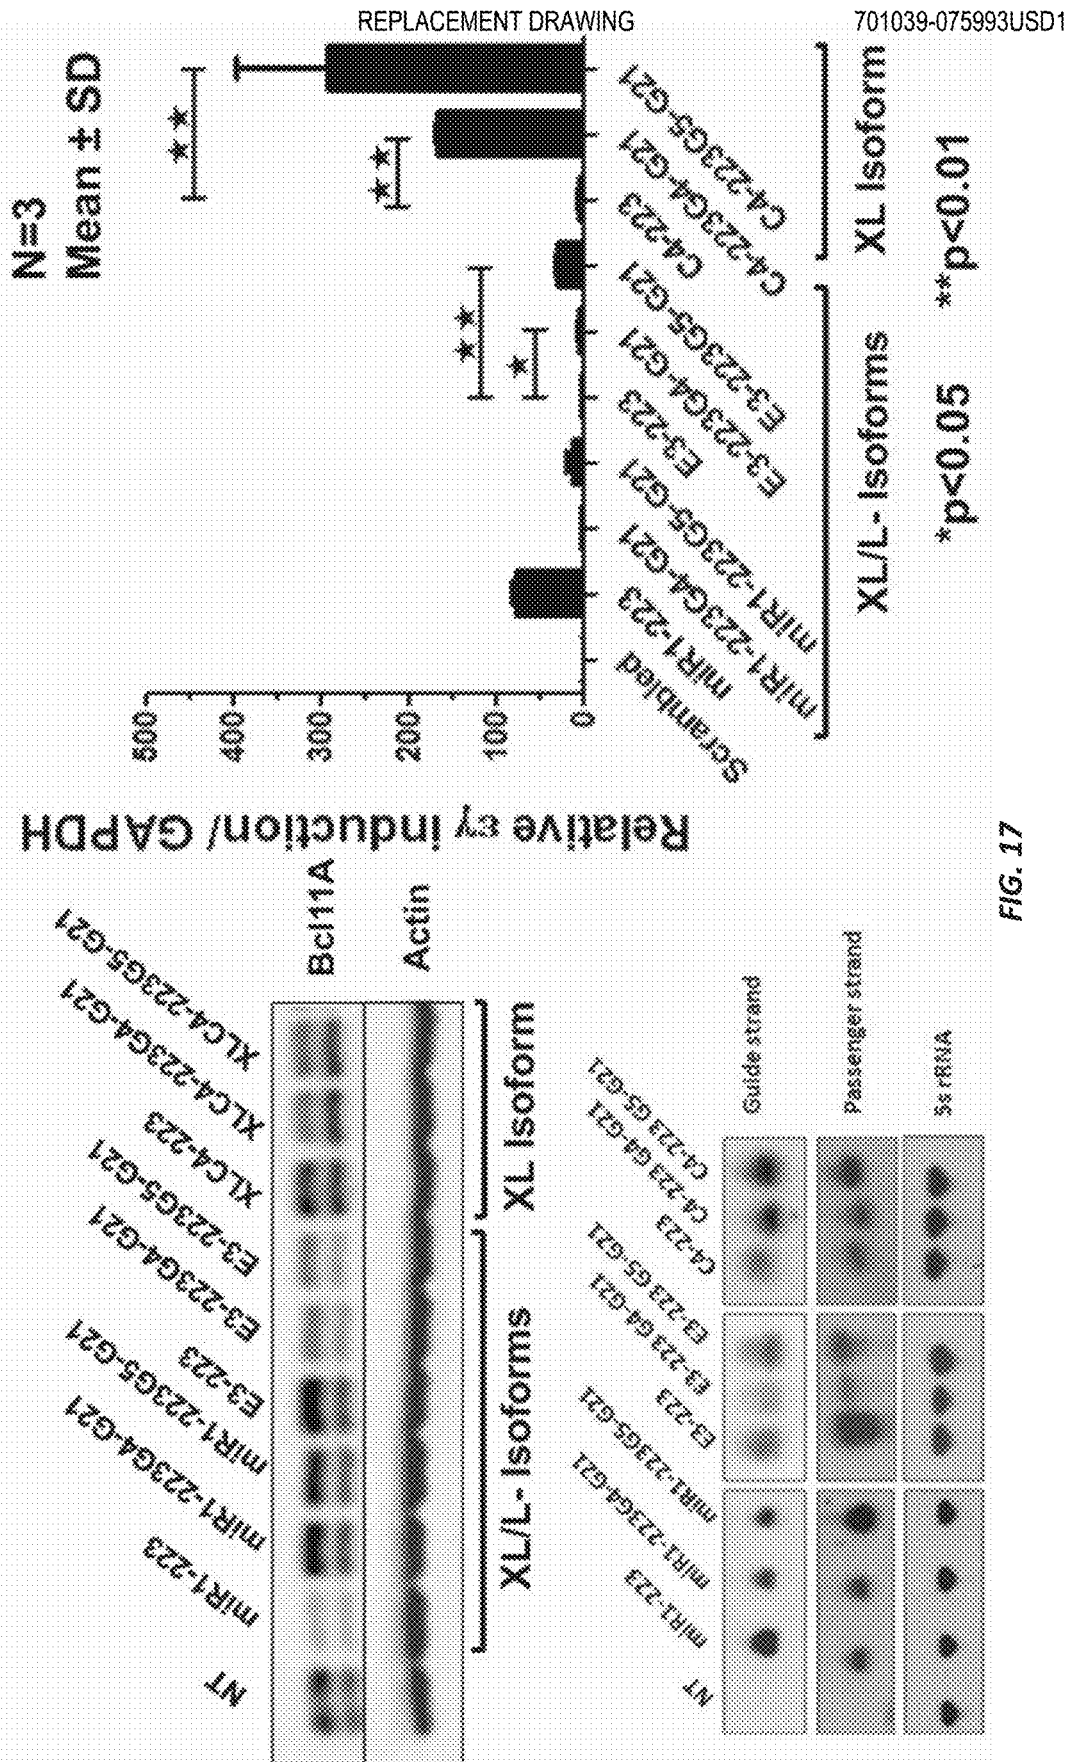 REPLACEMENT DRAWING
701039-075993USD1
NT
miR1-223
miR1-223G4-G21
miR1-223G5-G21
E3-223
E3-223G4-G21
E3-223G5-G21
XLC4-223
XLC4-223G4-G21
XLC4-223G5-G21
Bcl11A
Actin
XL/L- Isoforms
XL Isoform
NT
miR1-223
miR1-223G4-G21
miR1-223G5-G21
E3-223
E3-223 G4-G21
E3-223 G5-G21
C4-223
C4-223 G4-G21
C4-223 G5-G21
Guide strand
Passenger strand
5s rRNA
N=3
Mean ± SD
Relative εγ induction/ GAPDH
500
400
300
200
100
0
Scrambled
miR1-223
miR1-223G4-G21
miR1-223G5-G21
E3-223
E3-223G4-G21
E3-223G5-G21
C4-223
C4-223G4-G21
C4-223G5-G21
XL/L- Isoforms
XL Isoform
*p<0.05
**p<0.01
FIG. 17